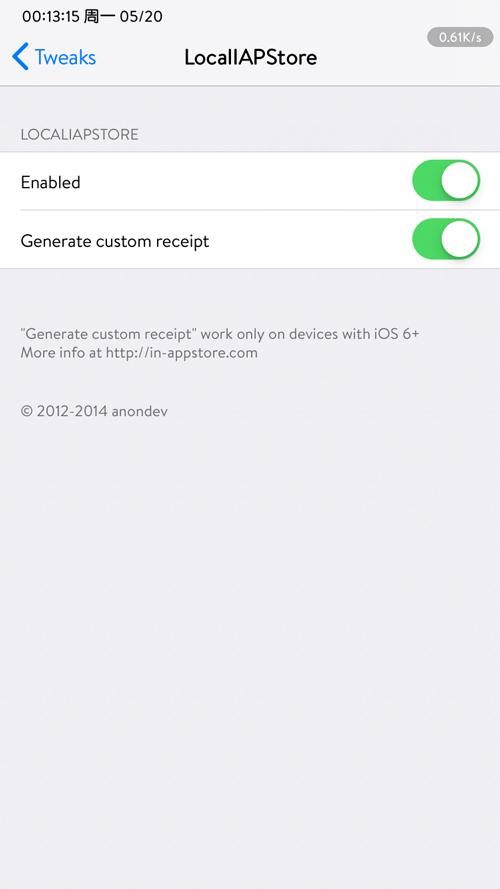 00:13:15 周一 05/20
0.61K/s
Tweaks
LocalIAPStore
LOCALIAPSTORE
Enabled
Generate custom receipt
"Generate custom receipt" work only on devices with iOS 6+
More info at http://in-appstore.com
© 2012-2014 anondev